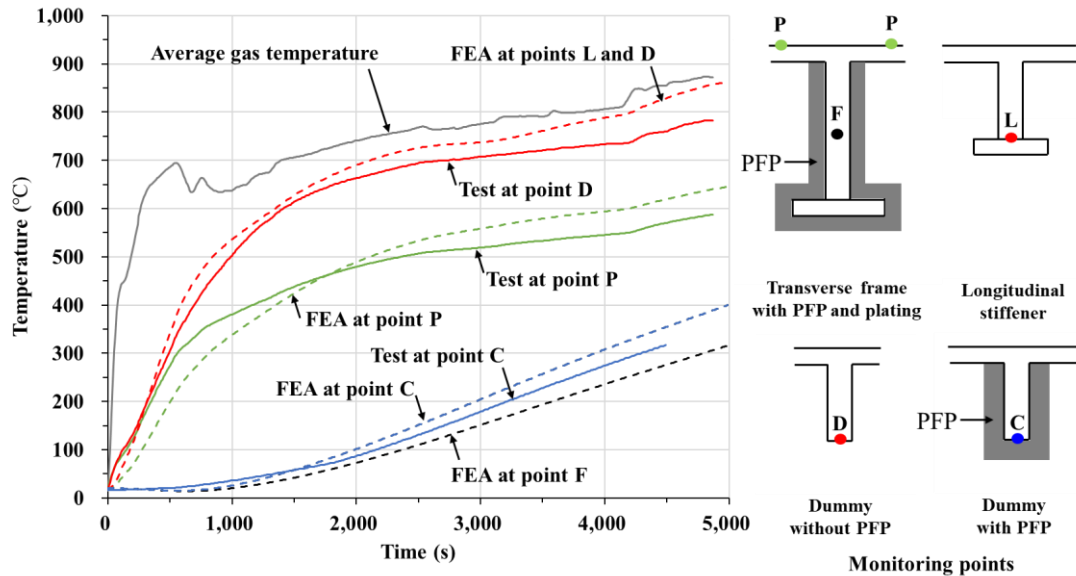 1,000
900
800
700
600
500
400
300
200
100
0
Temperature (°C)
0
1,000
2,000
3,000
4,000
5,000
Time (s)
Average gas temperature
FEA at points L and D
Test at point D
Test at point P
FEA at point P
Test at point C
FEA at point C
FEA at point F
P
P
F
PFP
Transverse frame
with PFP and plating
L
Longitudinal
stiffener
D
Dummy
without PFP
PFP
C
Dummy
with PFP
Monitoring points